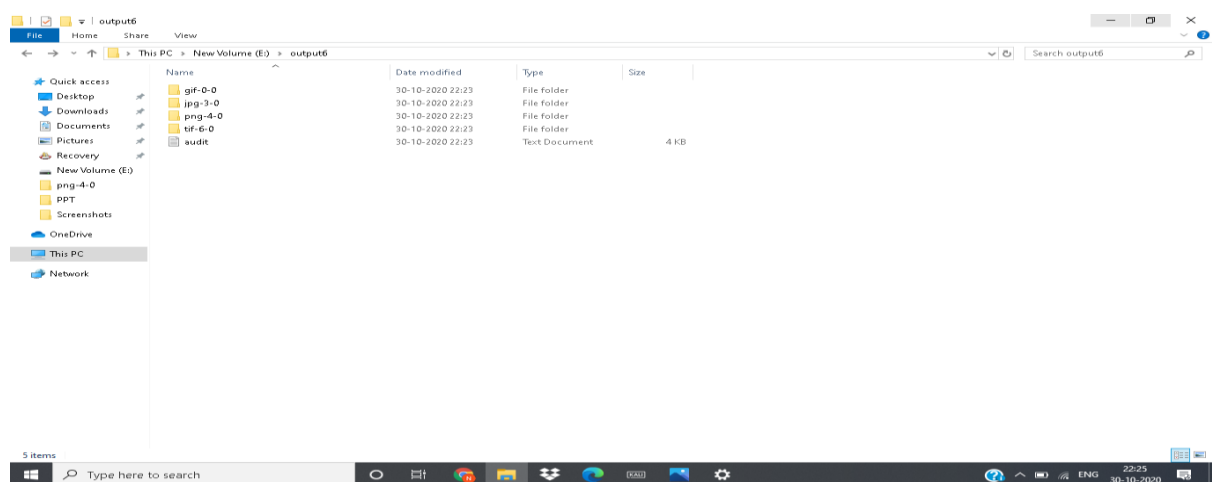 output6
File Home Share View
This PC New Volume (E:) output6 Search output6
Name Date modified Type Size
Quick access
Desktop
Downloads
Documents
Pictures
Recovery
New Volume (E:)
png-4-0
PPT
Screenshots
OneDrive
This PC
Network
gif-0-0 30-10-2020 22:23 File folder
jpg-3-0 30-10-2020 22:23 File folder
png-4-0 30-10-2020 22:23 File folder
tif-6-0 30-10-2020 22:23 File folder
audit 30-10-2020 22:23 Text Document 4 KB
5 items
Type here to search
KALI
ENG
22:25
30-10-2020